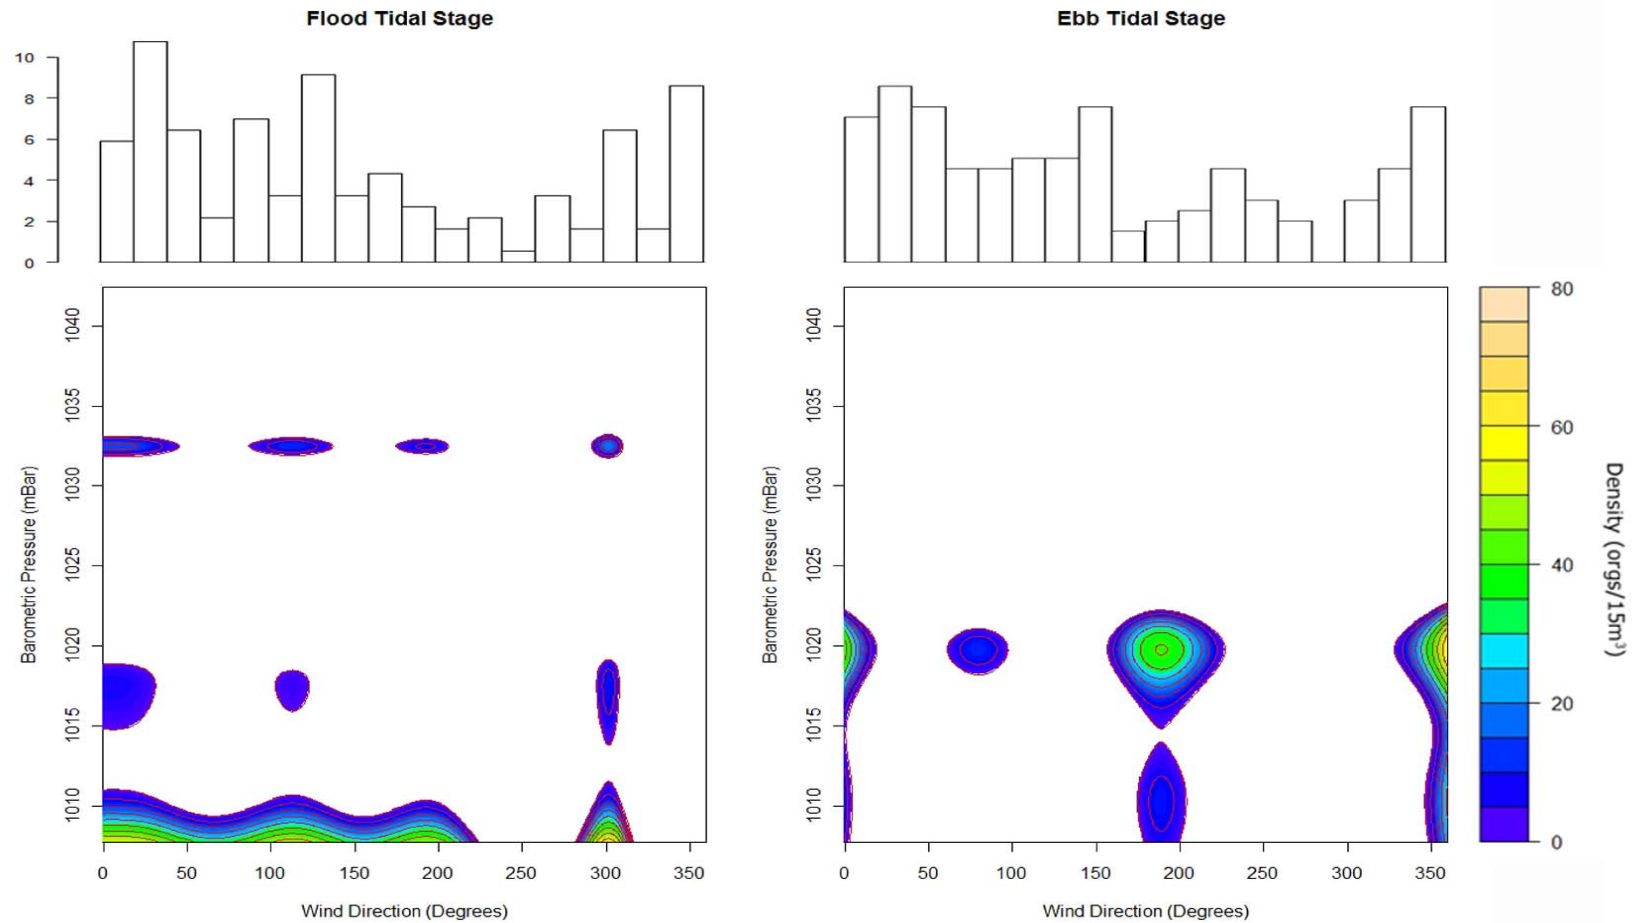 Flood Tidal Stage
Ebb Tidal Stage
10
8
6
4
2
0
1040
1035
1030
1025
1020
1015
1010
Barometric Pressure (mBar)
0 50 100 150 200 250 300 350
Wind Direction (Degrees)
1040
1035
1030
1025
1020
1015
1010
Barometric Pressure (mBar)
0 50 100 150 200 250 300 350
Wind Direction (Degrees)
80
60
40
20
0
Density (orgs/15m³)